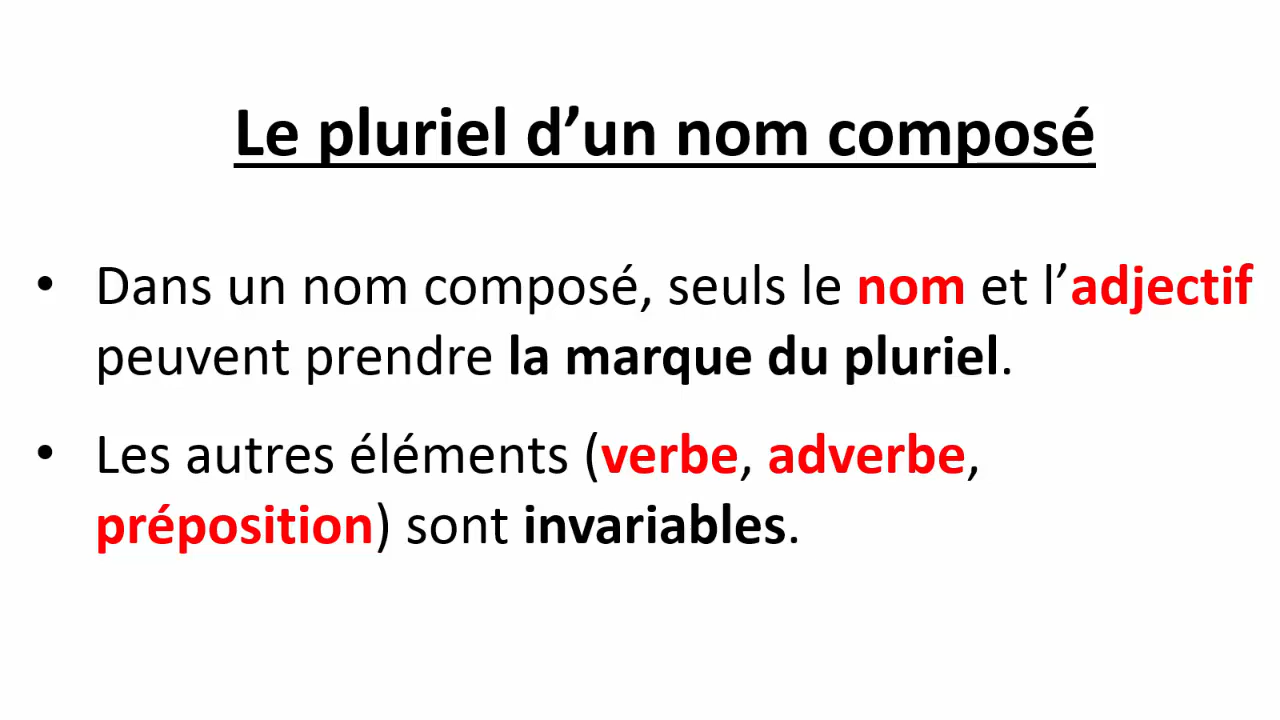 Le pluriel d’un nom composé
• Dans un nom composé, seuls le nom et l’adjectif
peuvent prendre la marque du pluriel.
• Les autres éléments (verbe, adverbe,
préposition) sont invariables.